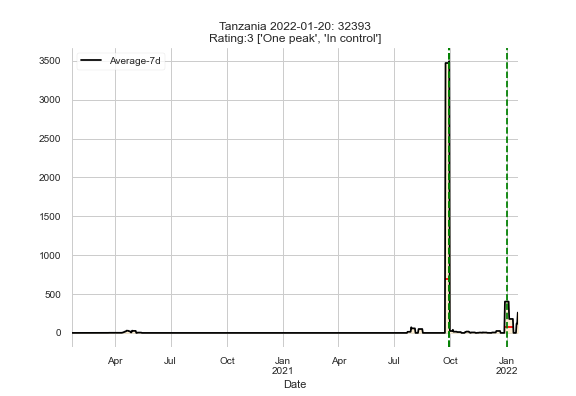 Tanzania 2022-01-20: 32393
Rating:3 ['One peak', 'In control']
Average-7d
3500
3000
2500
2000
1500
1000
500
0
Apr Jul Oct Jan Apr Jul Oct Jan
2021 2022
Date